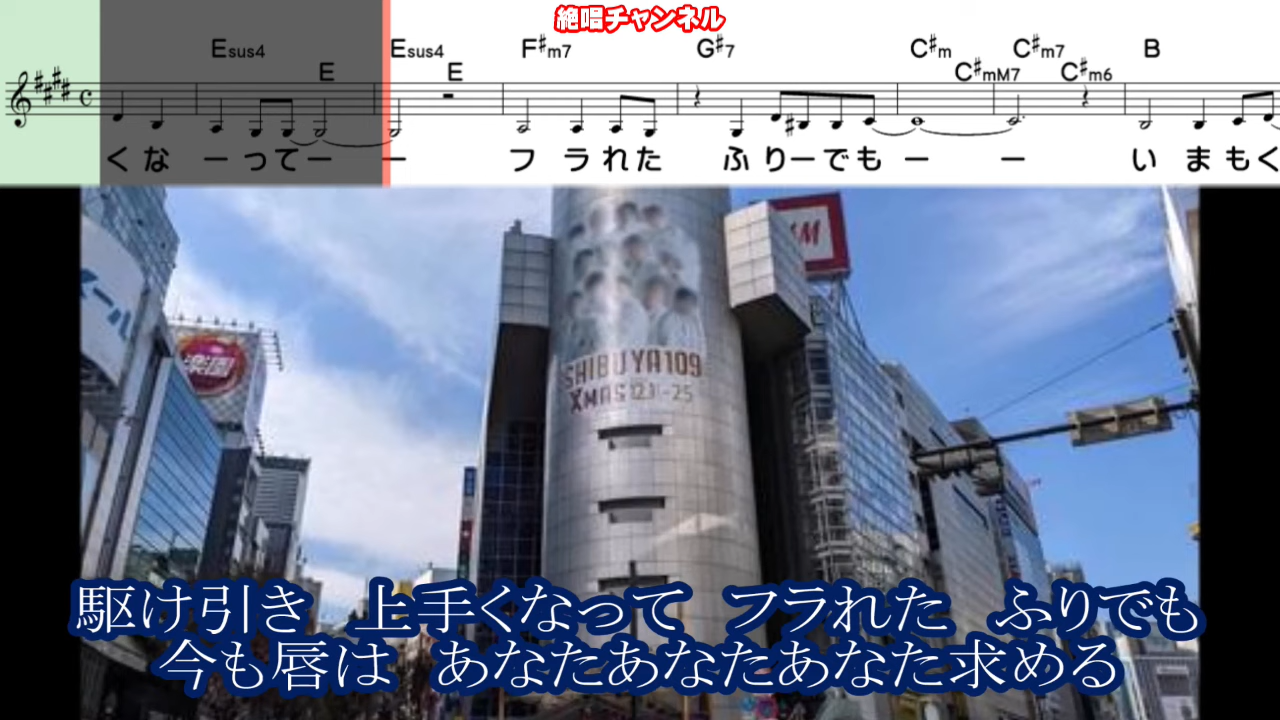 絶唱チャンネル
Esus4 E Esus4 E F#m7 G#7 C#m C#mM7 C#m7 C#m6 B
くなーってーー フラれた ふりーでもーー いまもく
楽園
SHIBUYA109
XMAS 12.1-25
駆け引き 上手くなって フラれた ふりでも
今も唇は あなたあなたあなた求める